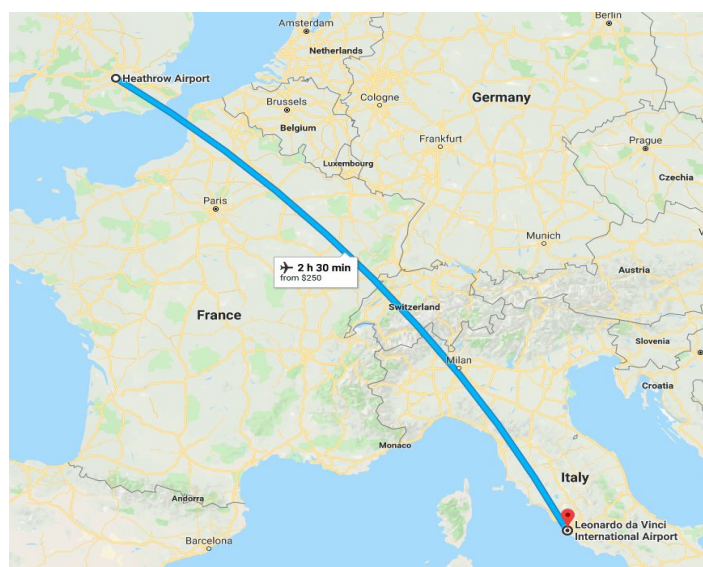 Berlin
Amsterdam
Netherlands
Heathrow Airport
Brussels
Cologne
Germany
Belgium
Frankfurt
Prague
Luxembourg
Czechia
Paris
Munich
2 h 30 min
from $250
Austria
France
Switzerland
Slovenia
Milan
Croatia
Monaco
Italy
Andorra
Leonardo da Vinci
International Airport
Barcelona